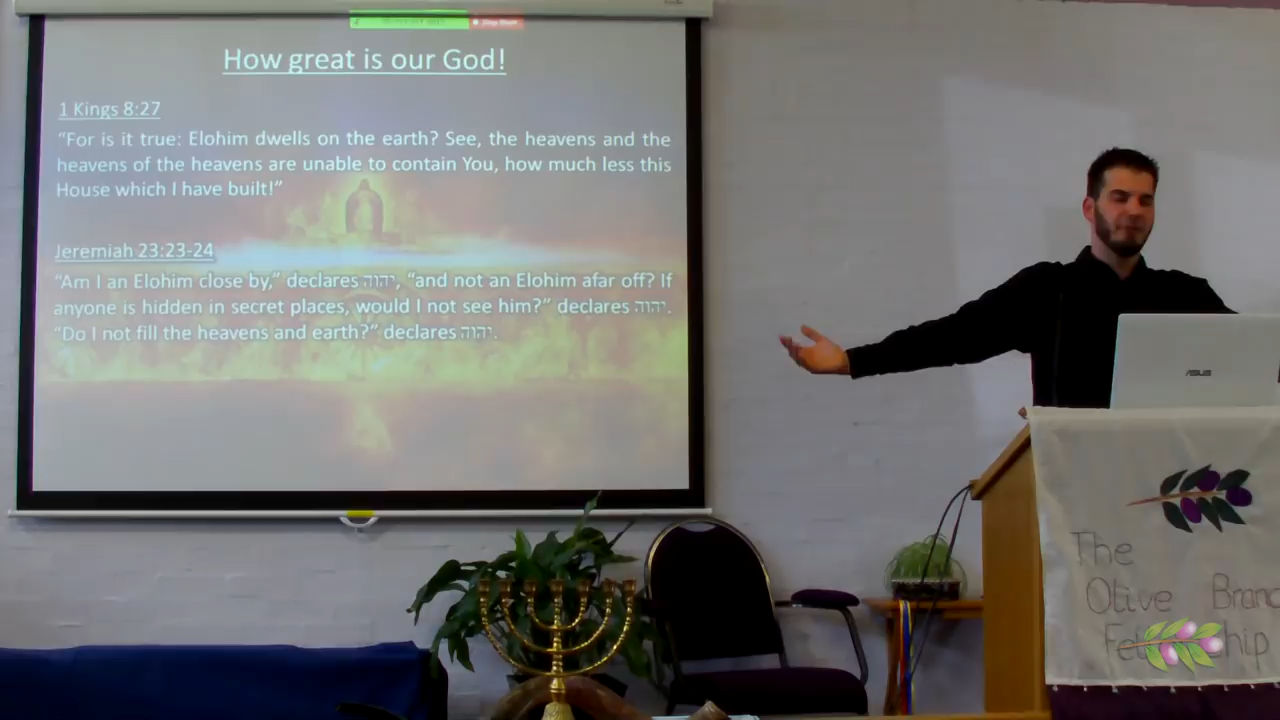 How great is our God!
1 Kings 8:27
“For is it true: Elohim dwells on the earth? See, the heavens and the
heavens of the heavens are unable to contain You, how much less this
House which I have built!”
Jeremiah 23:23-24
“Am I an Elohim close by,” declares יהוה, “and not an Elohim afar off? If
anyone is hidden in secret places, would I not see him?” declares יהוה.
“Do I not fill the heavens and earth?” declares יהוה.
ASUS
The
Olive Branc